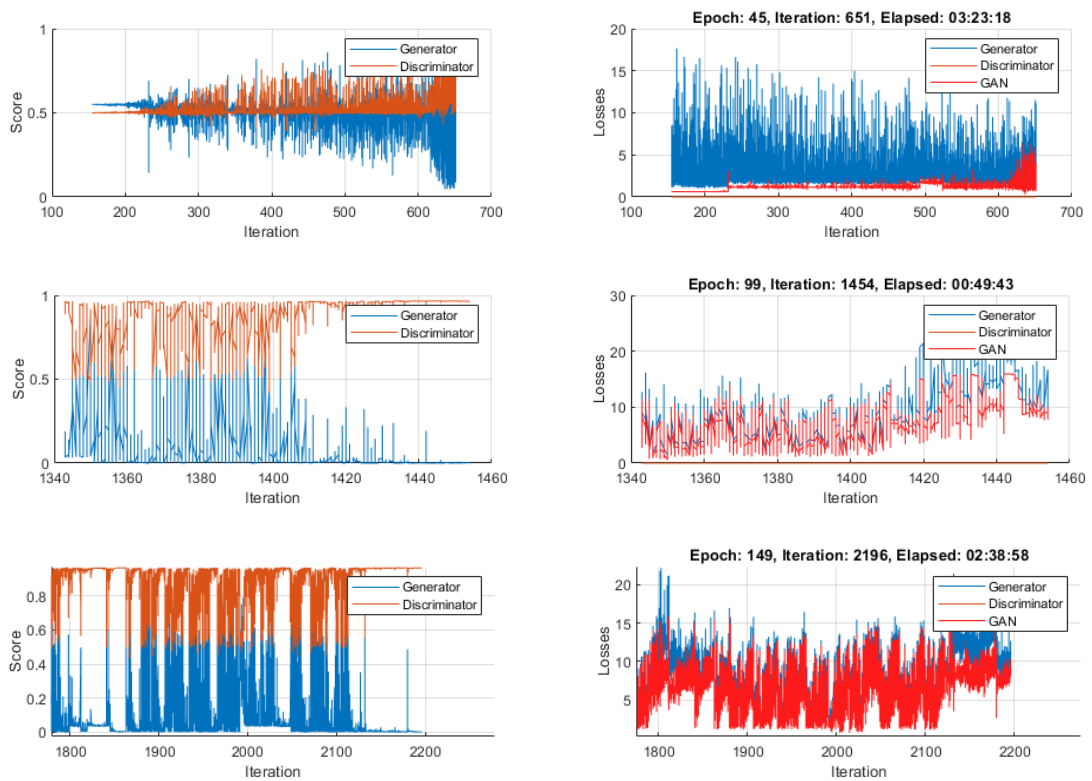 Epoch: 45, Iteration: 651, Elapsed: 03:23:18
1
0.5
0
Score
Generator
Discriminator
100 200 300 400 500 600 700
Iteration
20
15
10
5
0
Losses
Generator
Discriminator
GAN
100 200 300 400 500 600 700
Iteration
Epoch: 99, Iteration: 1454, Elapsed: 00:49:43
1
0.5
0
Score
Generator
Discriminator
1340 1360 1380 1400 1420 1440 1460
Iteration
30
20
10
0
Losses
Generator
Discriminator
GAN
1340 1360 1380 1400 1420 1440 1460
Iteration
Epoch: 149, Iteration: 2196, Elapsed: 02:38:58
0.8
0.6
0.4
0.2
0
Score
Generator
Discriminator
1800 1900 2000 2100 2200
Iteration
20
15
10
5
Losses
Generator
Discriminator
GAN
1800 1900 2000 2100 2200
Iteration